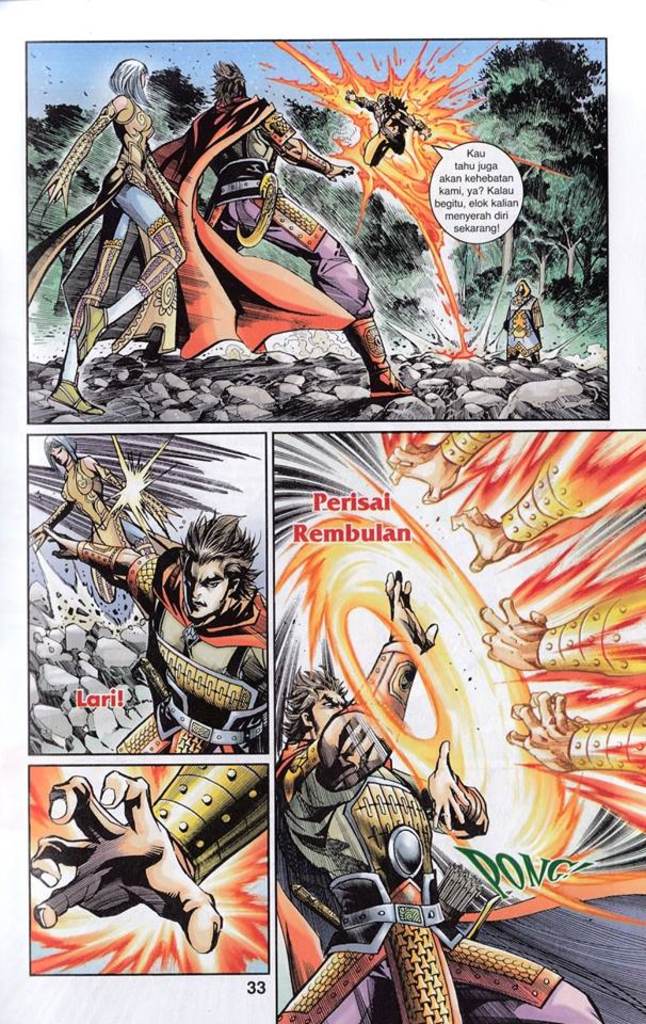 Kau
tahu juga
akan kehebatan
kami, ya? Kalau
begitu, elok kalian
menyerah diri
sekarang!
Lari!
Perisai
Rembulan
PONG
33